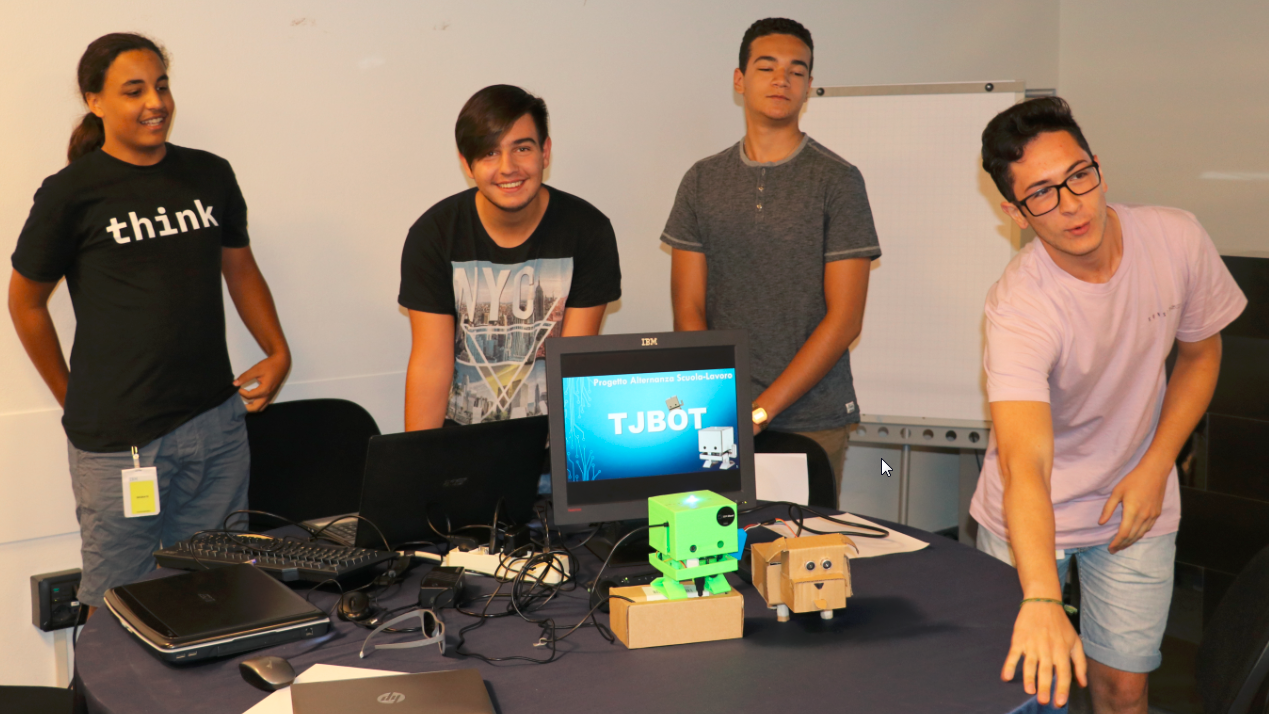 think
NYC
IBM
Progetto Alternanza Scuola-Lavoro
TJBOT
hp